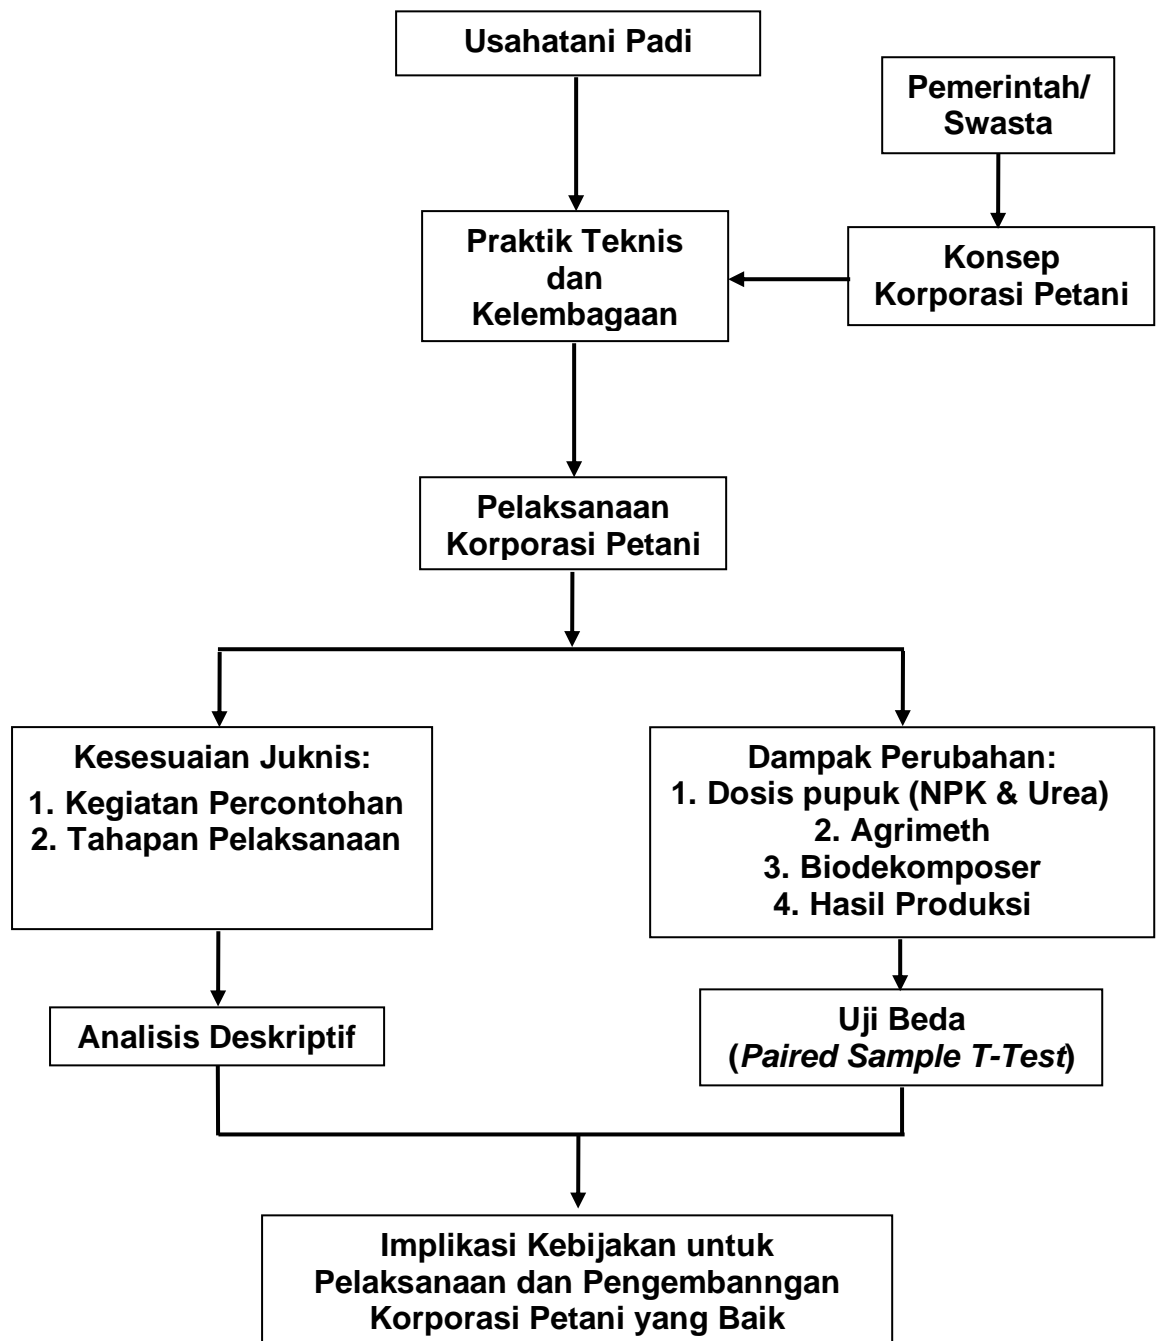 Usahatani Padi
Pemerintah/
Swasta
Praktik Teknis
dan
Kelembagaan
Konsep
Korporasi Petani
Pelaksanaan
Korporasi Petani
Kesesuaian Juknis:
1. Kegiatan Percontohan
2. Tahapan Pelaksanaan
Dampak Perubahan:
1. Dosis pupuk (NPK & Urea)
2. Agrimeth
3. Biodekomposer
4. Hasil Produksi
Analisis Deskriptif
Uji Beda
(Paired Sample T-Test)
Implikasi Kebijakan untuk
Pelaksanaan dan Pengembanngan
Korporasi Petani yang Baik